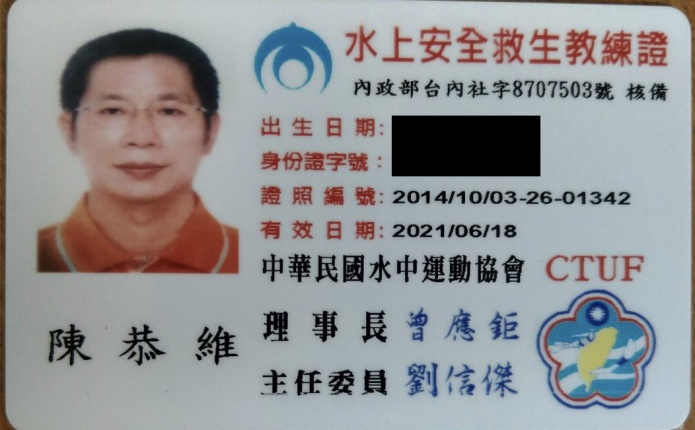 水上安全救生教練證
內政部台內社字8707503號 核備
出生日期:
身份證字號:
證照編號: 2014/10/03-26-01342
有效日期: 2021/06/18
中華民國水中運動協會 CTUF
陳恭維
理事長 曾應鉅
主任委員 劉信傑